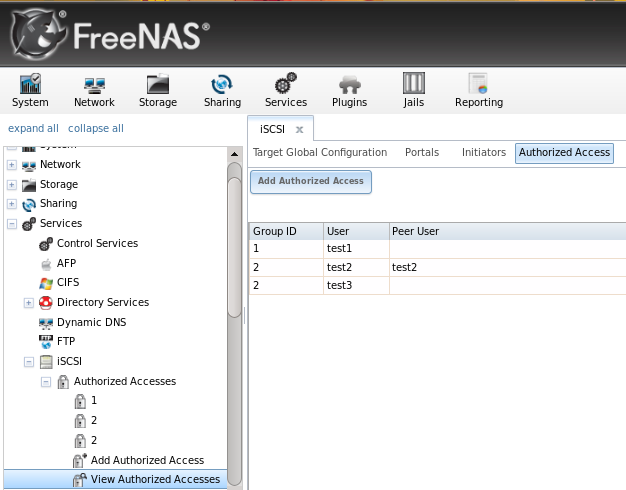 FreeNAS®
System Network Storage Sharing Services Plugins Jails Reporting
expand all collapse all
iSCSI x
Target Global Configuration Portals Initiators Authorized Access
Add Authorized Access
Group ID User Peer User
1 test1
2 test2 test2
2 test3
System
Network
Storage
Sharing
Services
Control Services
AFP
CIFS
Directory Services
Dynamic DNS
FTP
iSCSI
Authorized Accesses
1
2
2
Add Authorized Access
View Authorized Accesses